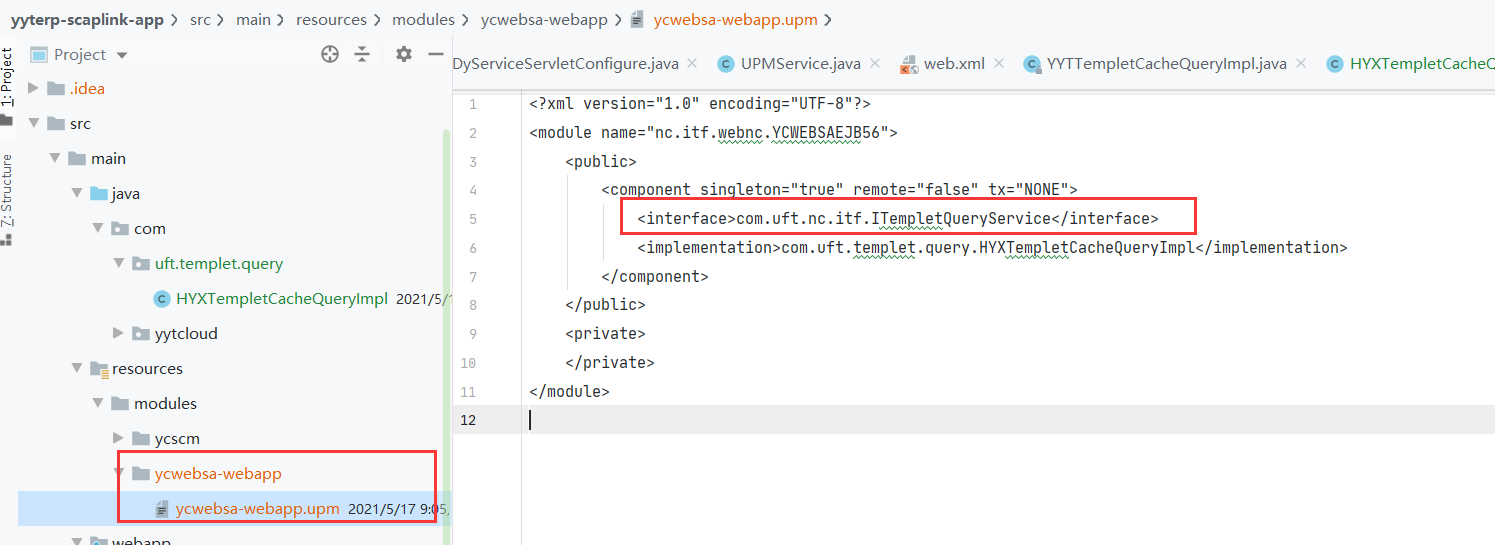 yyterp-scaplink-app > src > main > resources > modules > ycwebsa-webapp > ycwebsa-webapp.upm >
1: Project
7: Structure
Project
.idea
src
main
java
com
uft.templet.query
HYXTempletCacheQueryImpl 2021/5/1
yytcloud
resources
modules
ycscm
ycwebsa-webapp
ycwebsa-webapp.upm 2021/5/17 9:05,
webapp
DyServiceServletConfigure.java × UPMService.java × web.xml × YYTTempletCacheQueryImpl.java × HYXTempletCacheQ
1 <?xml version="1.0" encoding="UTF-8"?>
2 <module name="nc.itf.webnc.YCWEBSAEJB56">
3 <public>
4 <component singleton="true" remote="false" tx="NONE">
5 <interface>com.uft.nc.itf.ITempletQueryService</interface>
6 <implementation>com.uft.templet.query.HYXTempletCacheQueryImpl</implementation>
7 </component>
8 </public>
9 <private>
10 </private>
11 </module>
12